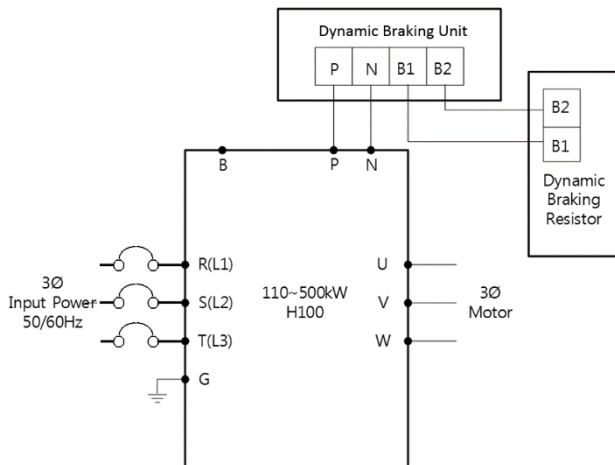 Dynamic Braking Unit
P N B1 B2
B2
B1
Dynamic
Braking
Resistor
B P N
R(L1)
S(L2)
T(L3)
G
3Ø
Input Power
50/60Hz
110~500kW
H100
U
V
W
3Ø
Motor